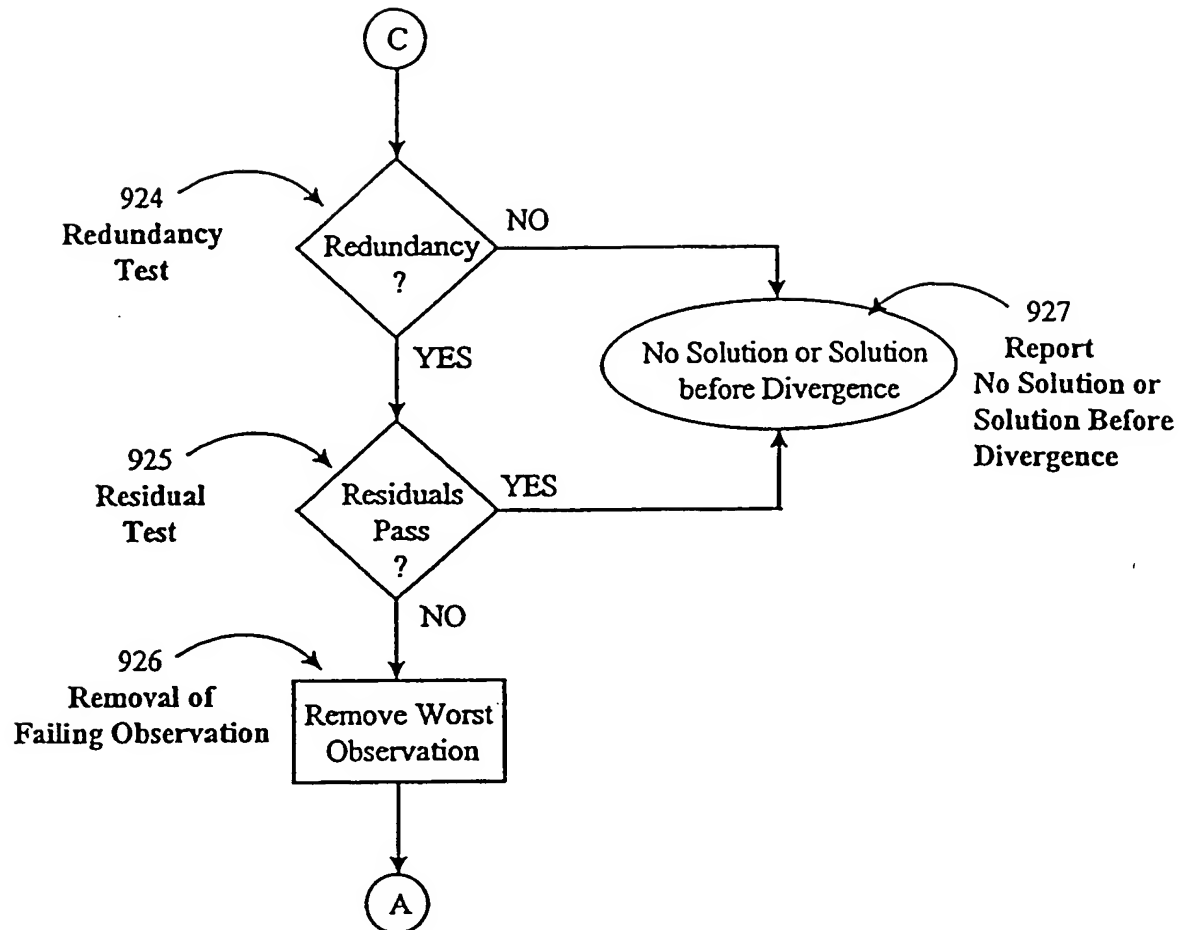 C
924
Redundancy
Test
Redundancy
?
NO
YES
No Solution or Solution
before Divergence
927
Report
No Solution or
Solution Before
Divergence
925
Residual
Test
Residuals
Pass
?
YES
NO
926
Removal of
Failing Observation
Remove Worst
Observation
A